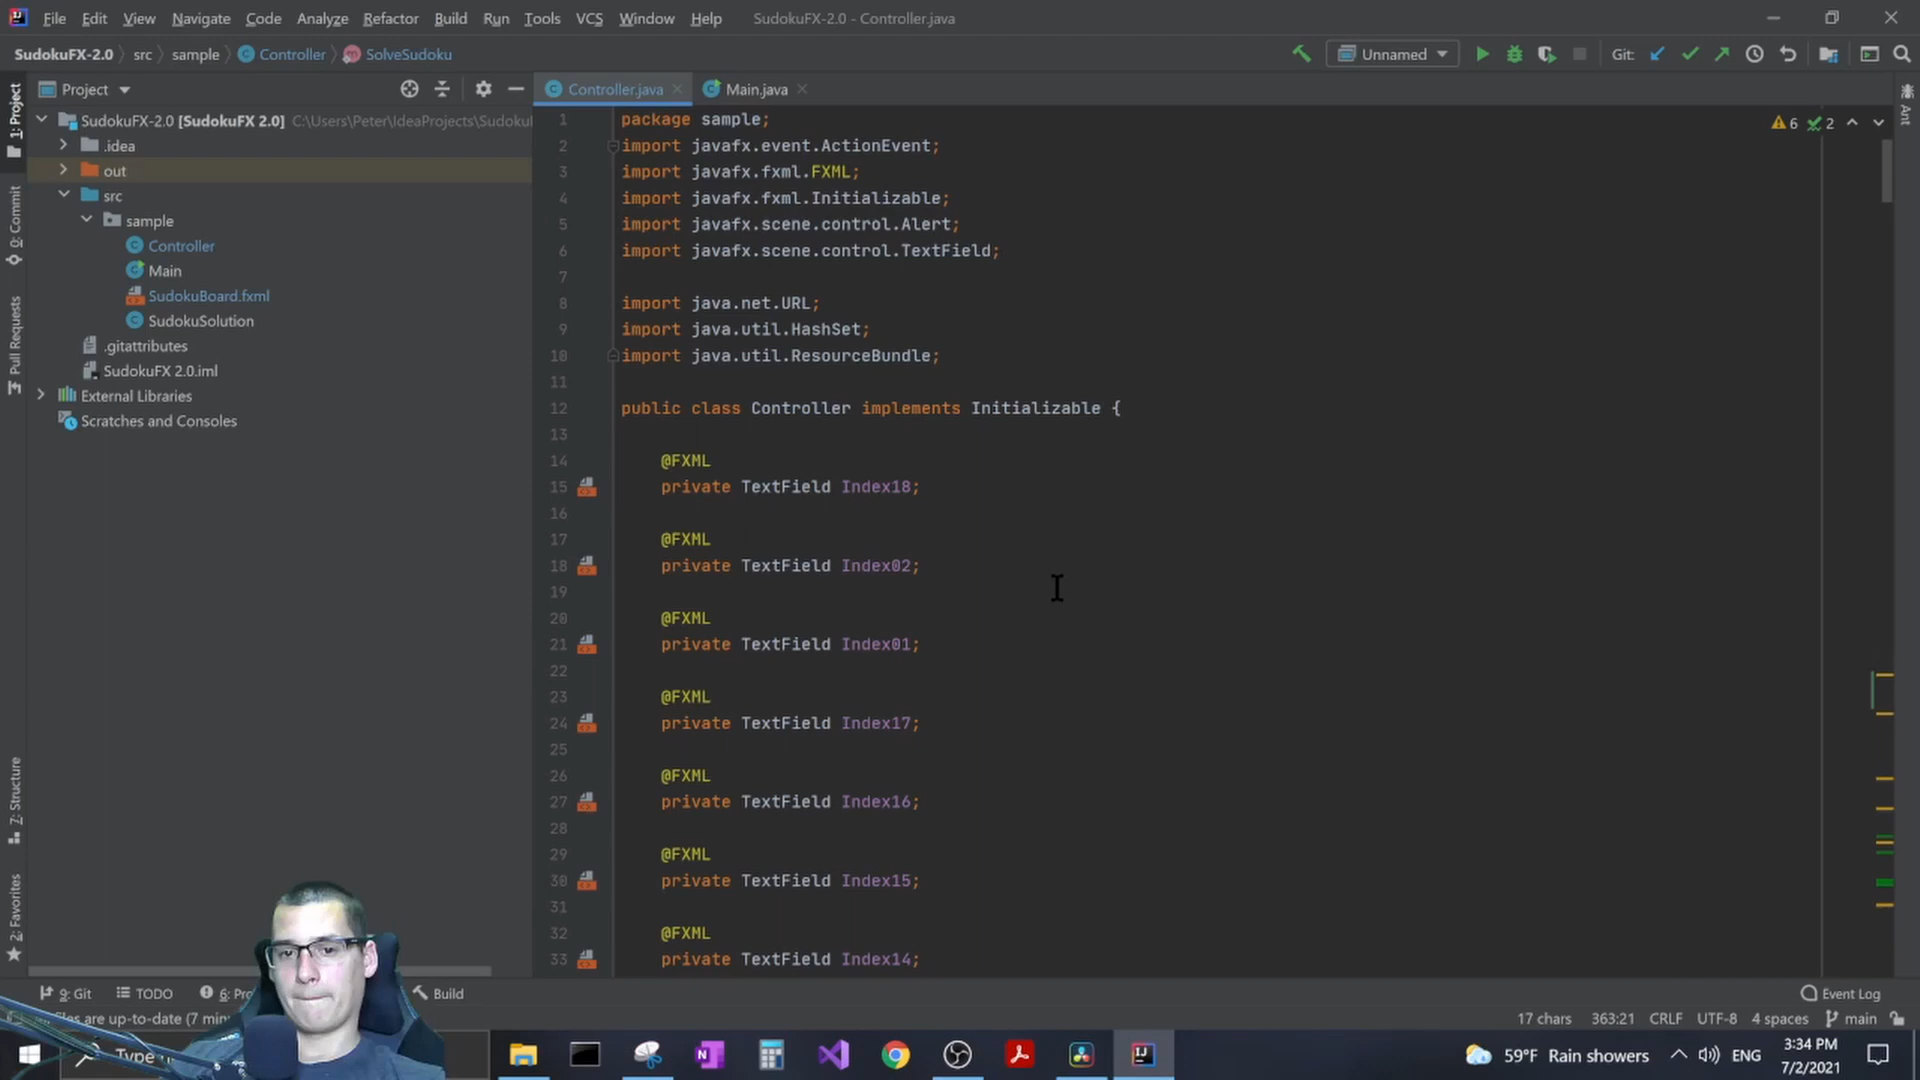 File Edit View Navigate Code Analyze Refactor Build Run Tools VCS Window Help SudokuFX-2.0 - Controller.java
SudokuFX-2.0 src sample Controller SolveSudoku Unnamed Git:
Project
Controller.java Main.java
SudokuFX-2.0 [SudokuFX 2.0] C:\Users\Peter\IdeaProjects\Sudoku
.idea
out
src
sample
Controller
Main
SudokuBoard.fxml
SudokuSolution
.gitattributes
SudokuFX 2.0.iml
External Libraries
Scratches and Consoles
1: Project
0: Commit
Pull Requests
7: Structure
2: Favorites
6 2
Ant
1 package sample;
2 import javafx.event.ActionEvent;
3 import javafx.fxml.FXML;
4 import javafx.fxml.Initializable;
5 import javafx.scene.control.Alert;
6 import javafx.scene.control.TextField;
7
8 import java.net.URL;
9 import java.util.HashSet;
10 import java.util.ResourceBundle;
11
12 public class Controller implements Initializable {
13
14 @FXML
15 private TextField Index18;
16
17 @FXML
18 private TextField Index02;
19
20 @FXML
21 private TextField Index01;
22
23 @FXML
24 private TextField Index17;
25
26 @FXML
27 private TextField Index16;
28
29 @FXML
30 private TextField Index15;
31
32 @FXML
33 private TextField Index14;
9: Git TODO 6: Build Event Log
files are up-to-date (7 17 chars 363:21 CRLF UTF-8 4 spaces main
Type 59°F Rain showers ENG
3:34 PM
7/2/2021